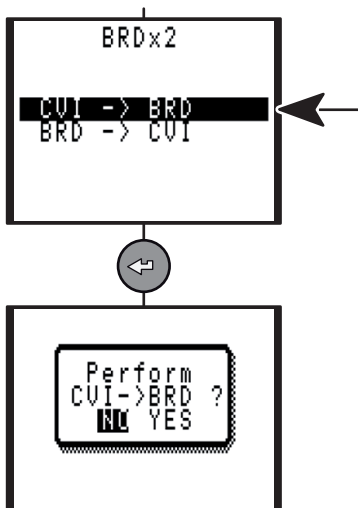 BRDx2
CVI -> BRD
BRD -> CVI
Perform
CVI->BRD ?
NO YES